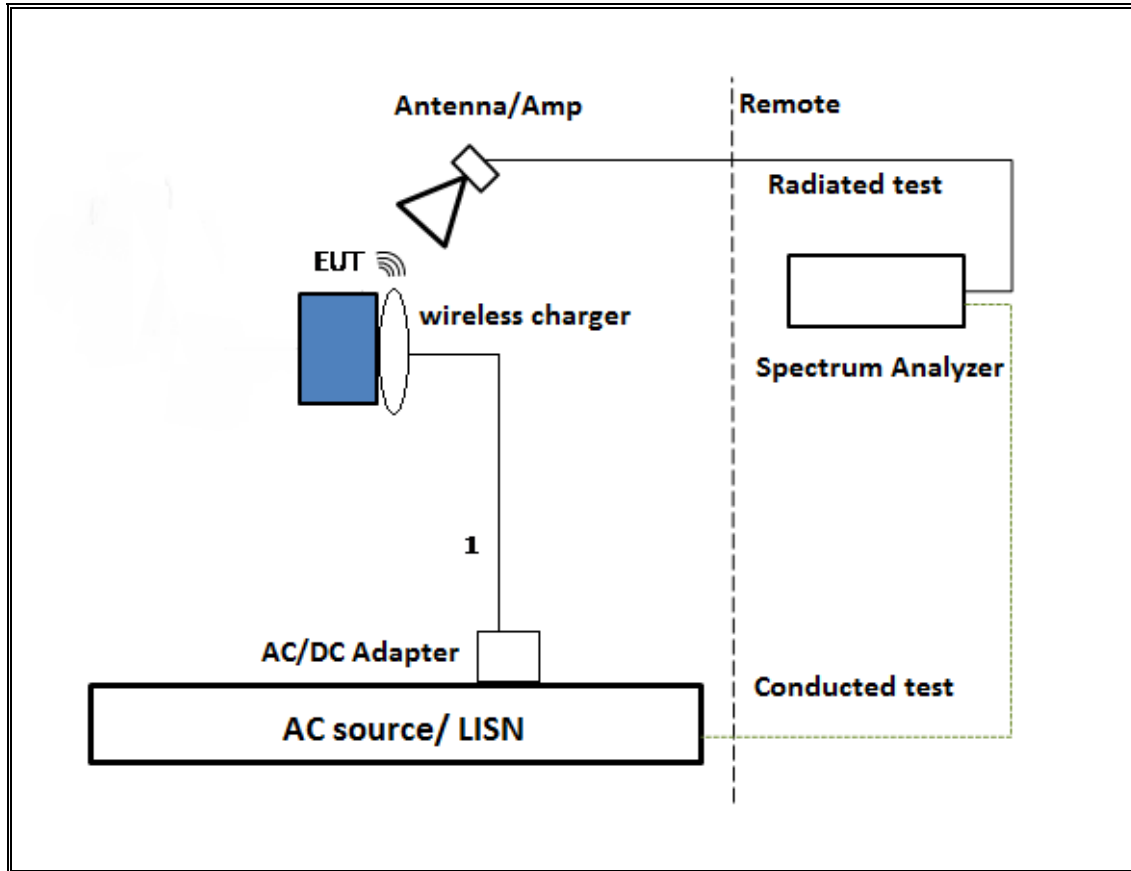 Antenna/Amp
Remote
Radiated test
EUT
wireless charger
Spectrum Analyzer
1
AC/DC Adapter
Conducted test
AC source/ LISN